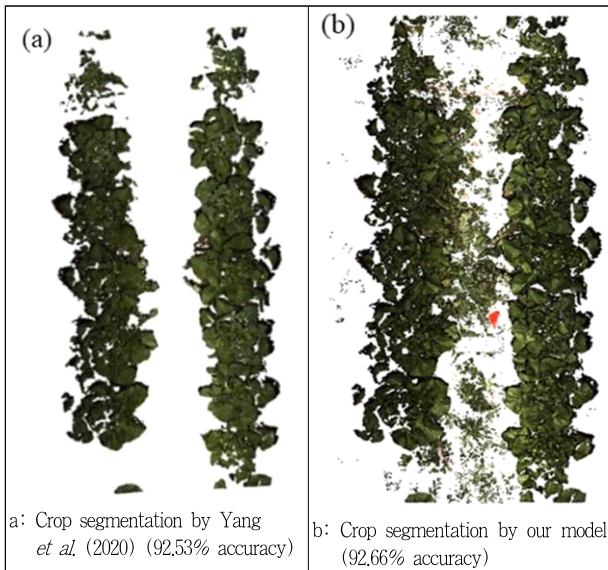 (a)
(b)
a: Crop segmentation by Yang
et al. (2020) (92.53% accuracy)
b: Crop segmentation by our model
(92.66% accuracy)